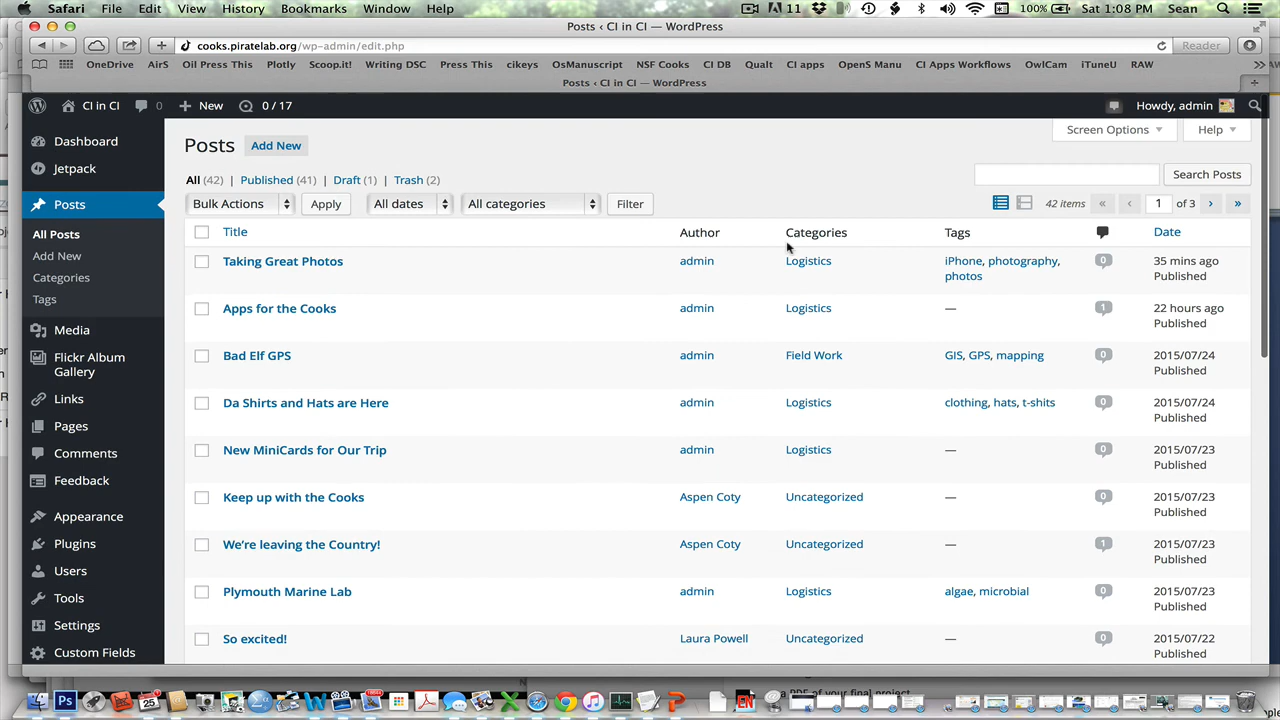 Safari File Edit View History Bookmarks Window Help 11 100% Sat 1:08 PM Sean
Posts ‹ CI in CI — WordPress
cooks.piratelab.org/wp-admin/edit.php Reader
OneDrive AirS Oil Press This Plotly Scoop.it! Writing DSC Press This cikeys OsManuscript NSF Cooks CI DB Qualt CI apps OpenS Manu CI Apps Workflows OwlCam iTuneU RAW
Posts ‹ CI in CI — WordPress
CI in CI 0 + New 0 / 17 Howdy, admin
Screen Options Help
Posts Add New
All (42) | Published (41) | Draft (1) | Trash (2) Search Posts
Bulk Actions Apply All dates All categories Filter 42 items « ‹ 1 of 3 › »
Title Author Categories Tags Date
Taking Great Photos admin Logistics iPhone, photography, photos 0 35 mins ago Published
Apps for the Cooks admin Logistics — 1 22 hours ago Published
Bad Elf GPS admin Field Work GIS, GPS, mapping 0 2015/07/24 Published
Da Shirts and Hats are Here admin Logistics clothing, hats, t-shits 0 2015/07/24 Published
New MiniCards for Our Trip admin Logistics — 0 2015/07/23 Published
Keep up with the Cooks Aspen Coty Uncategorized — 0 2015/07/23 Published
We’re leaving the Country! Aspen Coty Uncategorized — 1 2015/07/23 Published
Plymouth Marine Lab admin Logistics algae, microbial 0 2015/07/23 Published
So excited! Laura Powell Uncategorized — 0 2015/07/22 Published
Dashboard
Jetpack
Posts
All Posts
Add New
Categories
Tags
Media
Flickr Album Gallery
Links
Pages
Comments
Feedback
Appearance
Plugins
Users
Tools
Settings
Custom Fields
a PDF of your final project